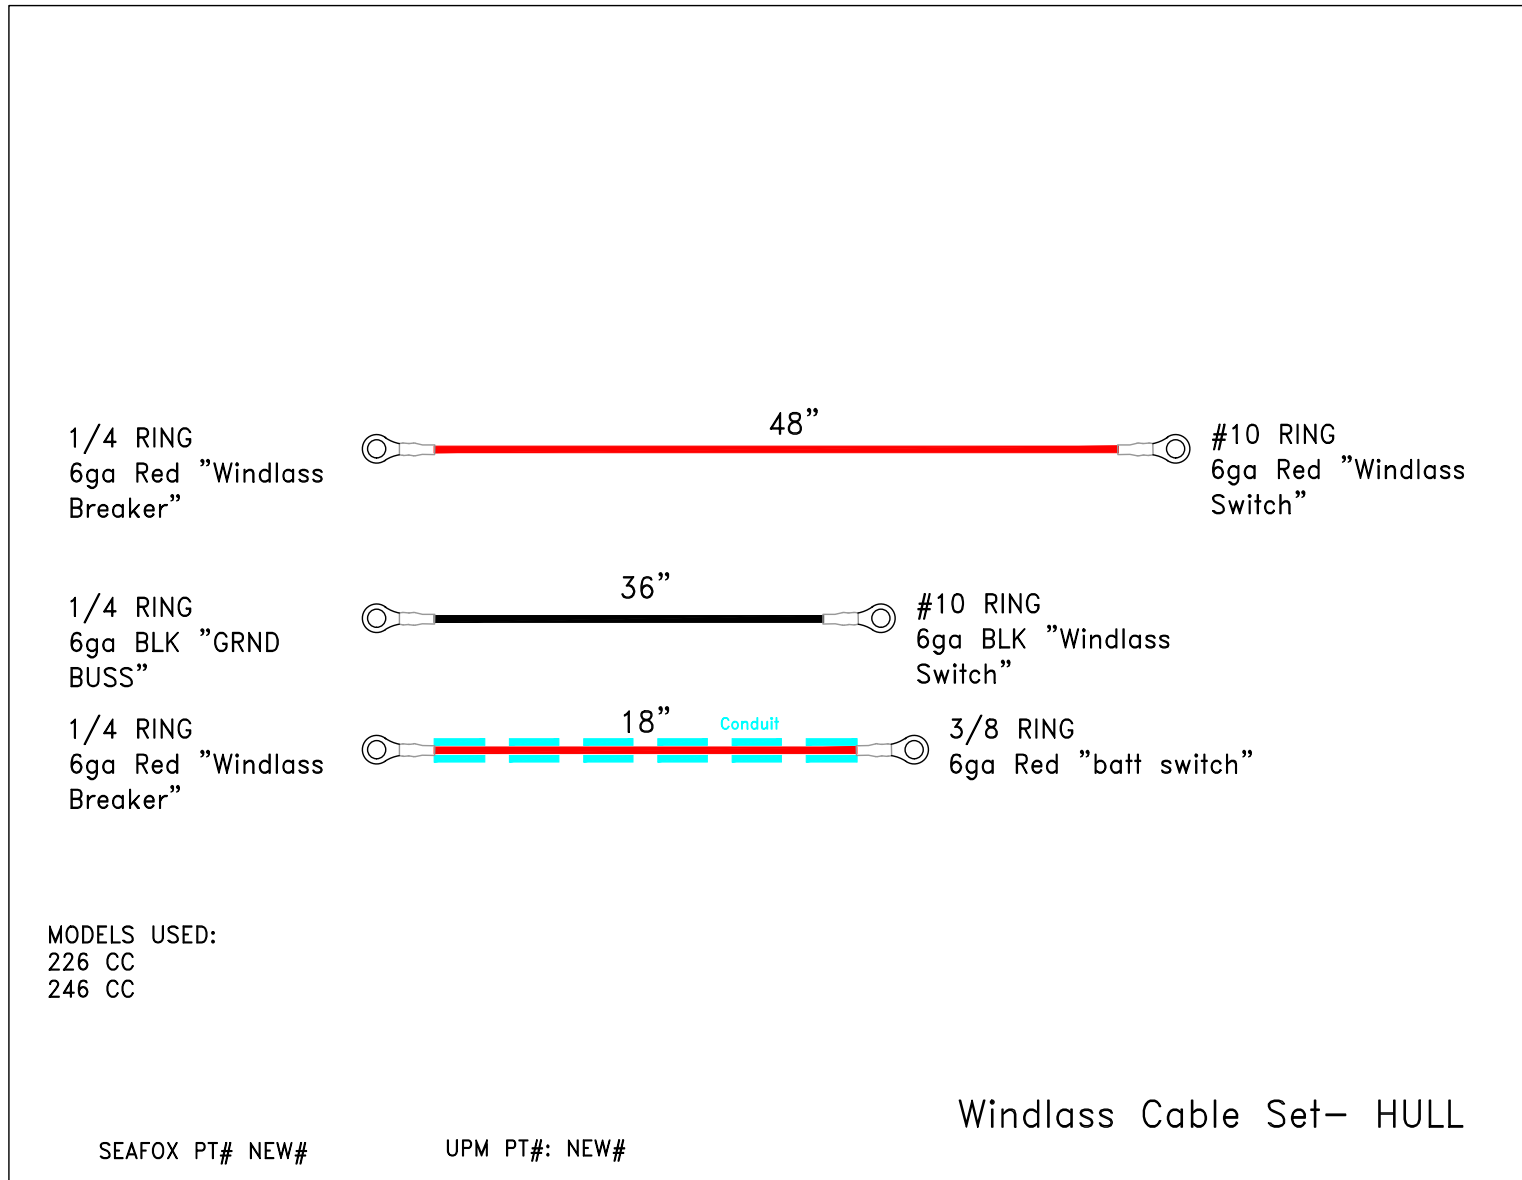 48”
1/4 RING
6ga Red ”Windlass
Breaker”
#10 RING
6ga Red ”Windlass
Switch”
36”
1/4 RING
6ga BLK ”GRND
BUSS”
#10 RING
6ga BLK ”Windlass
Switch”
18”
Conduit
1/4 RING
6ga Red ”Windlass
Breaker”
3/8 RING
6ga Red ”batt switch”
MODELS USED:
226 CC
246 CC
Windlass Cable Set– HULL
SEAFOX PT# NEW#
UPM PT#: NEW#